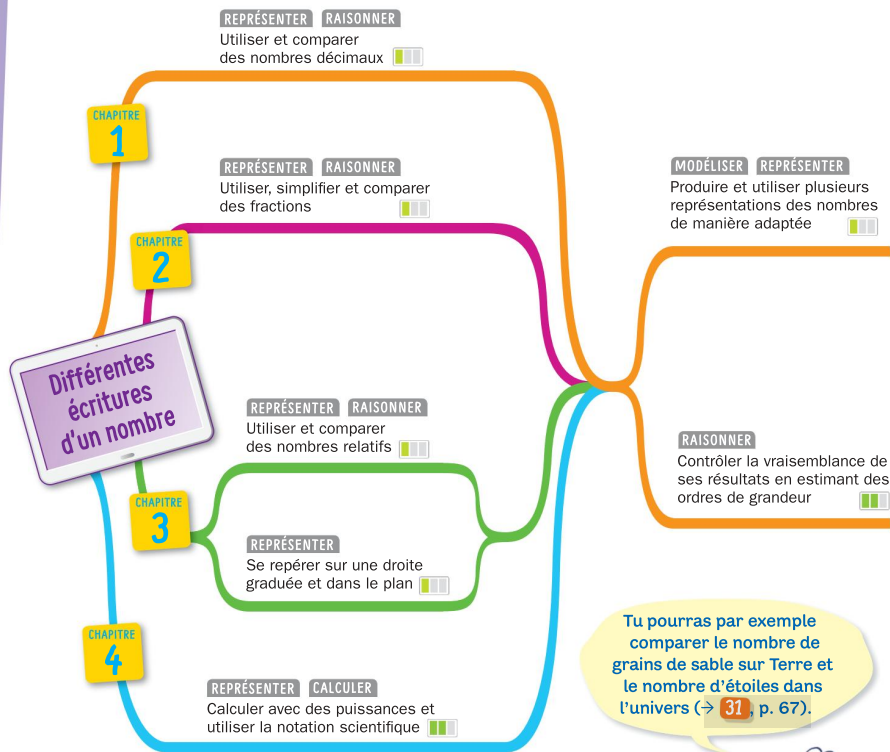 REPRÉSENTER RAISONNER
Utiliser et comparer
des nombres décimaux
CHAPITRE
1
REPRÉSENTER RAISONNER
Utiliser, simplifier et comparer
des fractions
CHAPITRE
2
Différentes
écritures
d'un nombre
REPRÉSENTER RAISONNER
Utiliser et comparer
des nombres relatifs
CHAPITRE
3
REPRÉSENTER
Se repérer sur une droite
graduée et dans le plan
CHAPITRE
4
REPRÉSENTER CALCULER
Calculer avec des puissances et
utiliser la notation scientifique
MODÉLISER REPRÉSENTER
Produire et utiliser plusieurs
représentations des nombres
de manière adaptée
RAISONNER
Contrôler la vraisemblance de
ses résultats en estimant des
ordres de grandeur
Tu pourras par exemple
comparer le nombre de
grains de sable sur Terre et
le nombre d'étoiles dans
l'univers (→ 31, p. 67).